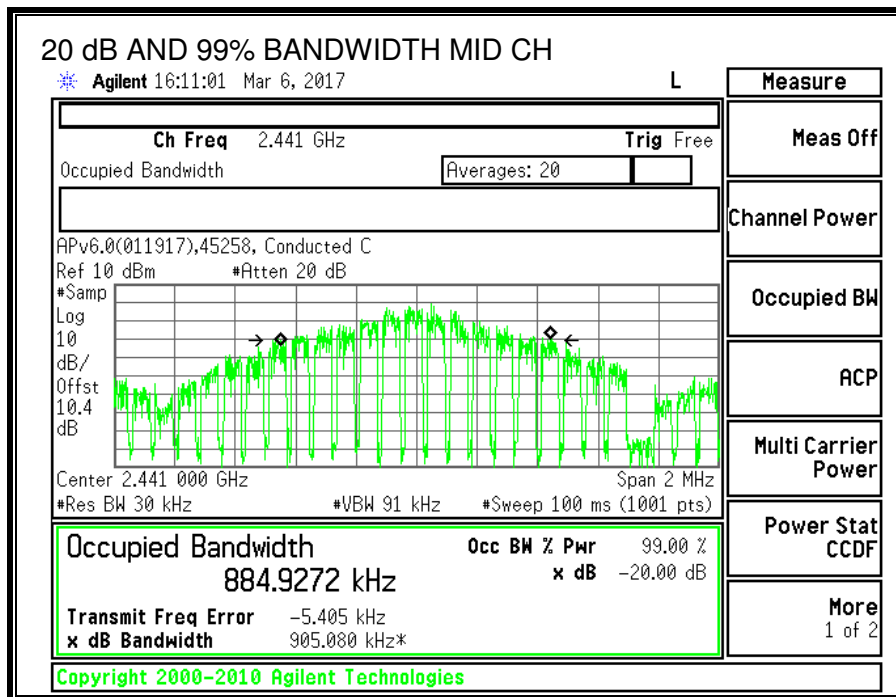 20 dB AND 99% BANDWIDTH MID CH
Agilent 16:11:01 Mar 6, 2017 L
Measure
Ch Freq 2.441 GHz Trig Free
Meas Off
Occupied Bandwidth Averages: 20
Channel Power
APv6.0(011917),45258, Conducted C
Ref 10 dBm #Atten 20 dB
#Samp
Log
10
dB/
Offst
10.4
dB
Occupied BW
ACP
Multi Carrier
Power
Center 2.441 000 GHz Span 2 MHz
#Res BW 30 kHz #VBW 91 kHz #Sweep 100 ms (1001 pts)
Power Stat
CCDF
Occupied Bandwidth Occ BW % Pwr 99.00 %
884.9272 kHz x dB -20.00 dB
Transmit Freq Error -5.405 kHz
x dB Bandwidth 905.080 kHz*
More
1 of 2
Copyright 2000-2010 Agilent Technologies